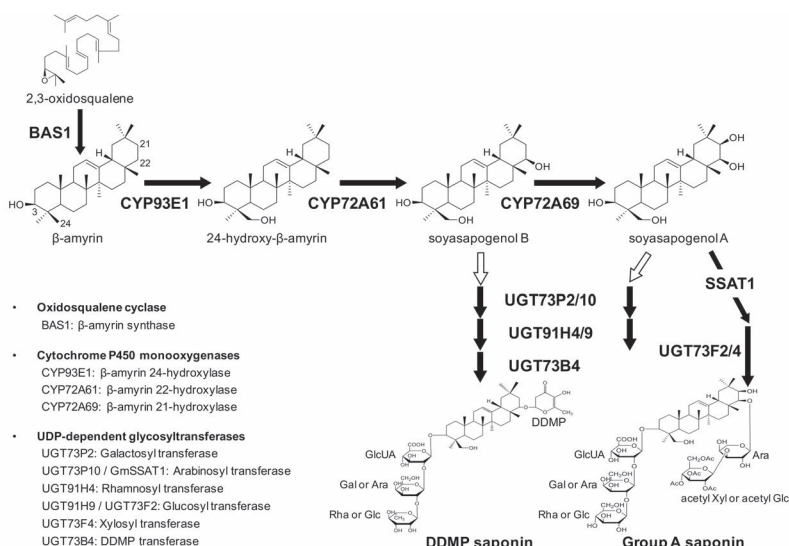 2,3-oxidosqualene
BAS1
21
22
H
HO
3
24
β-amyrin
CYP93E1
H
HO
OH
24-hydroxy-β-amyrin
CYP72A61
H
OH
HO
OH
soyasapogenol B
CYP72A69
H
OH
OH
HO
OH
soyasapogenol A
SSAT1
UGT73P2/10
UGT91H4/9
UGT73B4
UGT73F2/4
• Oxidosqualene cyclase
BAS1: β-amyrin synthase
• Cytochrome P450 monooxygenases
CYP93E1: β-amyrin 24-hydroxylase
CYP72A61: β-amyrin 22-hydroxylase
CYP72A69: β-amyrin 21-hydroxylase
• UDP-dependent glycosyltransferases
UGT73P2: Galactosyl transferase
UGT73P10 / GmSSAT1: Arabinosyl transferase
UGT91H4: Rhamnosyl transferase
UGT91H9 / UGT73F2: Glucosyl transferase
UGT73F4: Xylosyl transferase
UGT73B4: DDMP transferase
DDMP
GlcUA
Gal or Ara
Rha or Glc
DDMP saponin
GlcUA
Gal or Ara
Rha or Glc
Ara
acetyl Xyl or acetyl Glc
Group A saponin